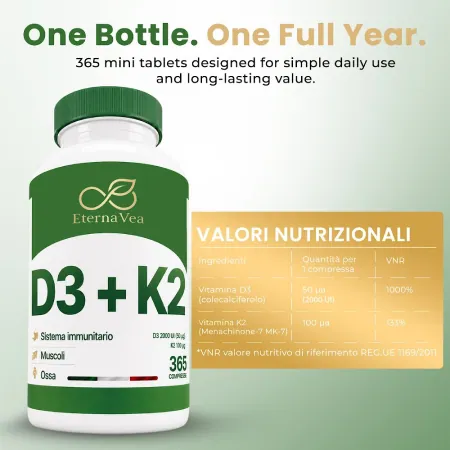 One Bottle. One Full Year.
365 mini tablets designed for simple daily use
and long-lasting value.
EternaVea
D3 + K2
Sistema immunitario
Muscoli
Ossa
D3 2000 UI (50 µg)
K2 100 µg
365
COMPRESSE
VALORI NUTRIZIONALI
Ingredienti
Quantità per
1 compressa
VNR
Vitamina D3
(colecalciferolo)
50 µg
(2000 UI)
1000%
Vitamina K2
(Menachinone-7 MK-7)
100 µg
133%
*VNR valore nutritivo di riferimento REG.UE 1169/2011